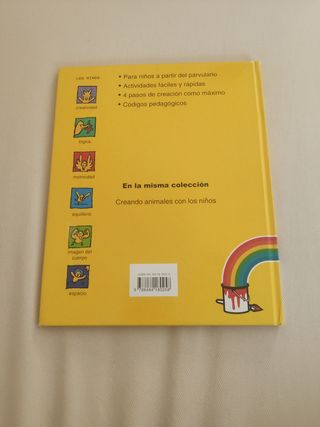 LOS NIÑOS
creatividad
lógica
motricidad
equilibrio
imagen del
cuerpo
espacio
• Para niños a partir del parvulario
• Actividades fáciles y rápidas
• 4 pasos de creación como máximo
• Códigos pedagógicos
En la misma colección
Creando animales con los niños